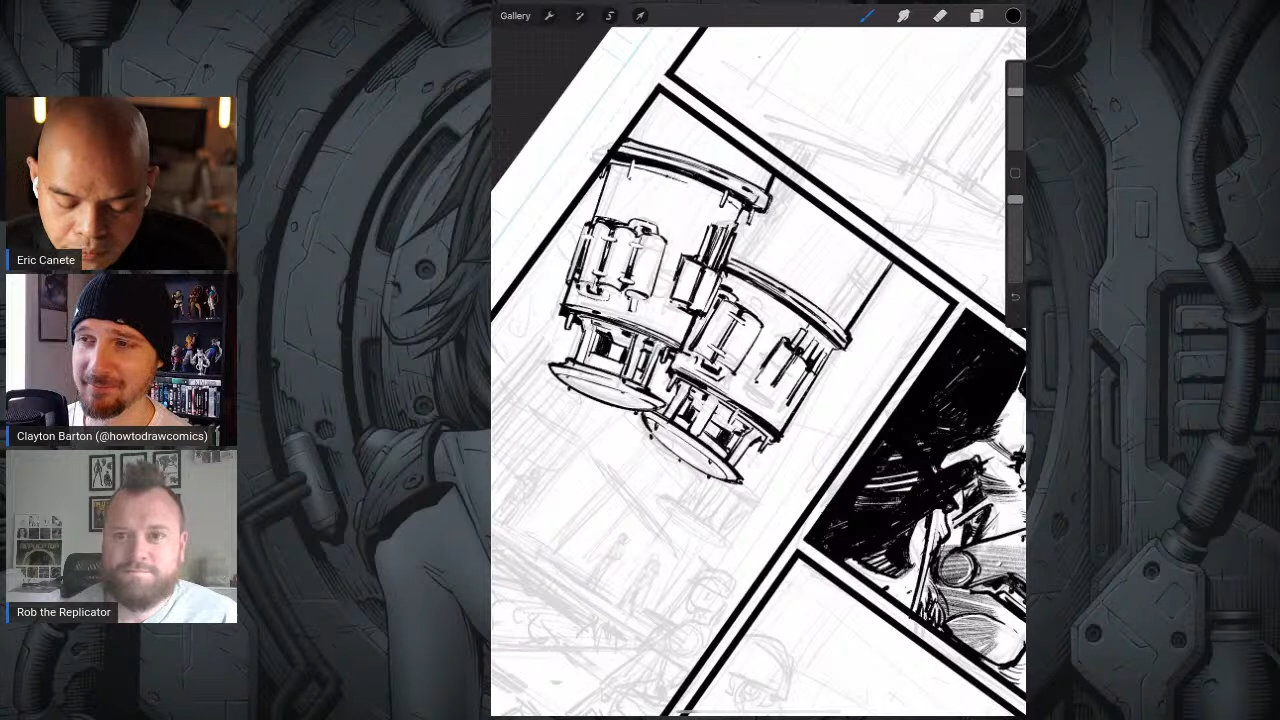 Gallery
Eric Canete
Clayton Barton (@howtodrawcomics)
Rob the Replicator